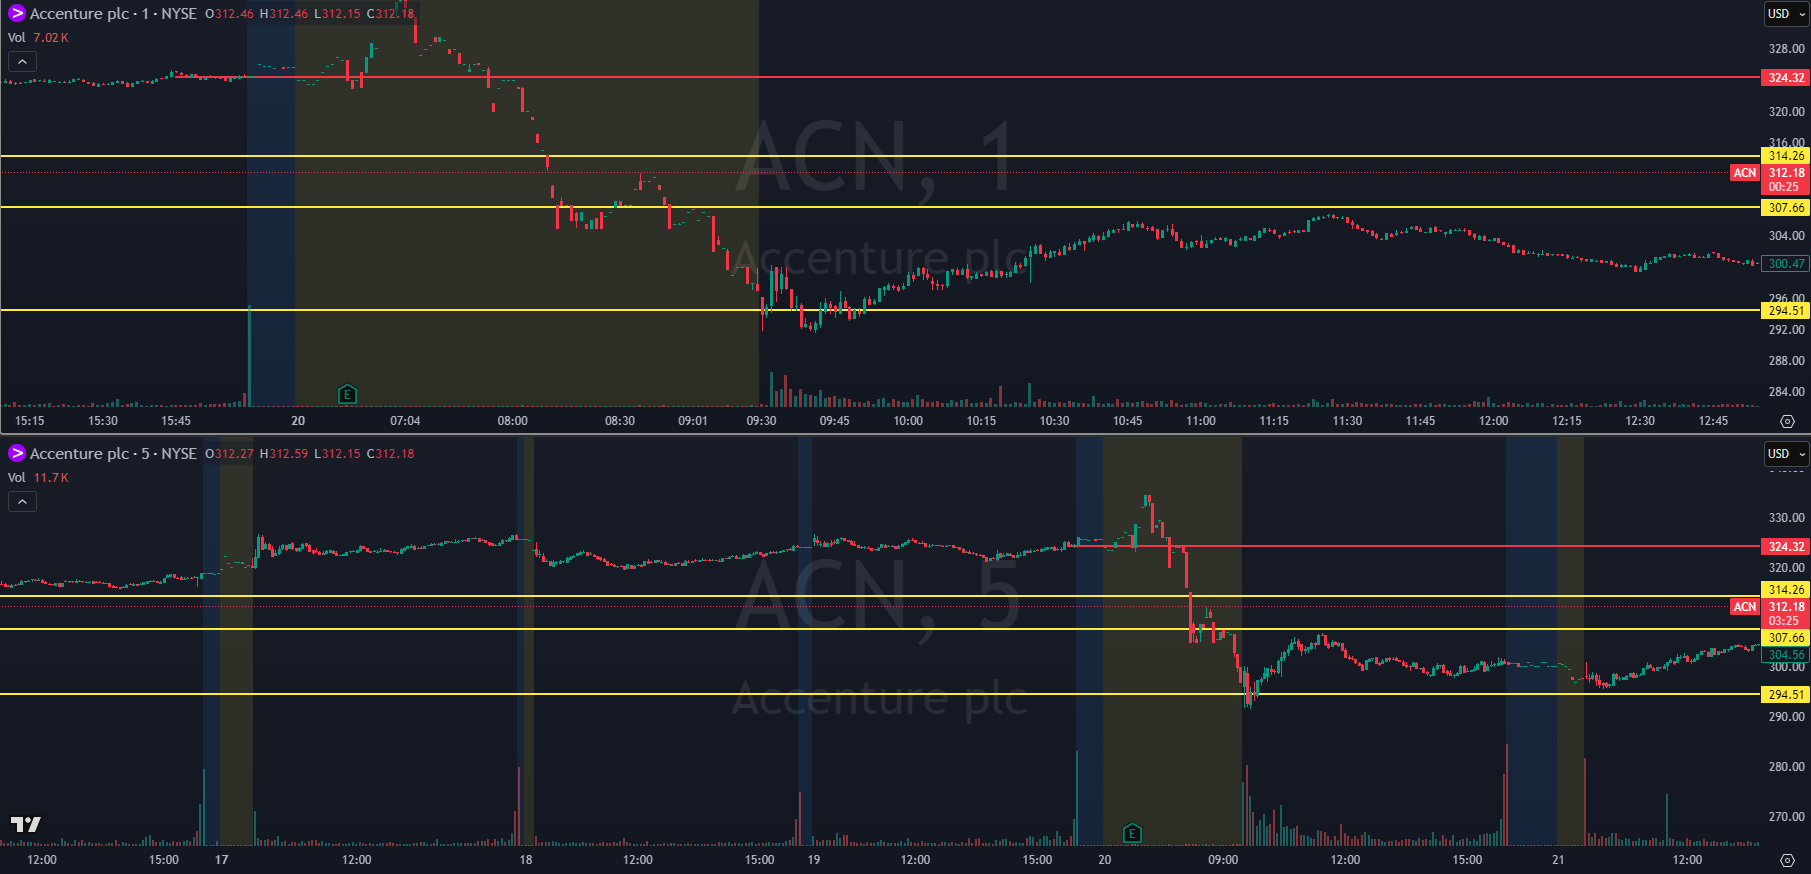 Accenture plc · 1 · NYSE O312.46 H312.46 L312.15 C312.18
Vol 7.02 K
USD
328.00
324.32
320.00
316.00
314.26
ACN 312.18
00:25
307.66
304.00
300.47
296.00
294.51
292.00
288.00
284.00
ACN, 1
Accenture plc
E
15:15 15:30 15:45 20 07:04 08:00 08:30 09:01 09:30 09:45 10:00 10:15 10:30 10:45 11:00 11:15 11:30 11:45 12:00 12:15 12:30 12:45
Accenture plc · 5 · NYSE O312.27 H312.59 L312.15 C312.18
Vol 11.7 K
USD
330.00
324.32
320.00
314.26
ACN 312.18
03:25
307.66
304.56
300.00
294.51
290.00
280.00
270.00
ACN, 5
Accenture plc
E
12:00 15:00 17 12:00 18 12:00 15:00 19 12:00 15:00 20 09:00 12:00 15:00 21 12:00